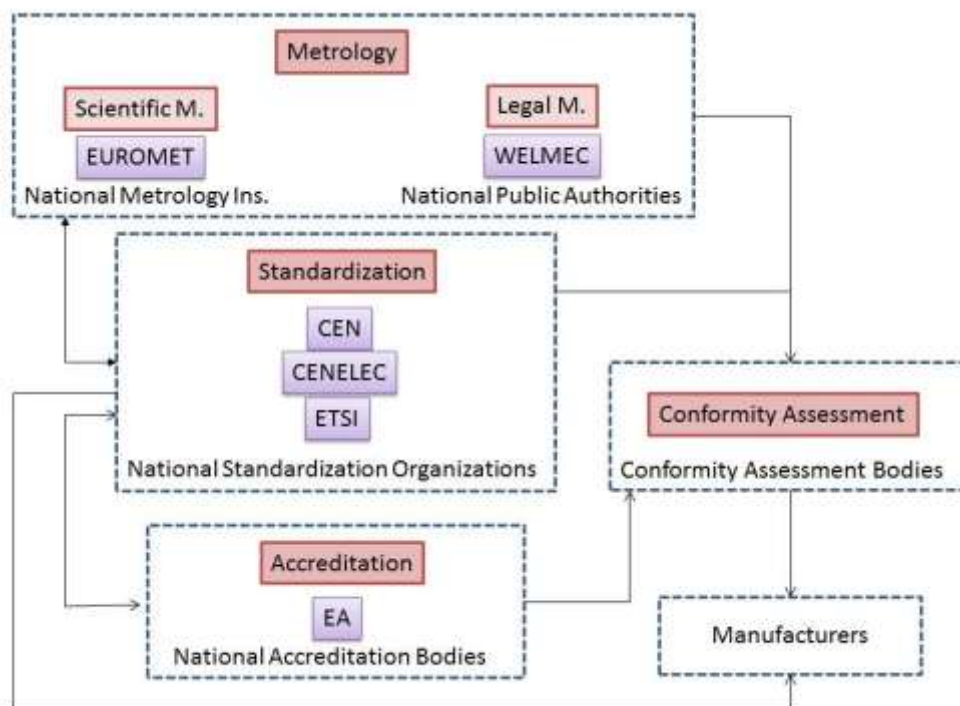 Metrology
Scientific M.
Legal M.
EUROMET
WELMEC
National Metrology Ins.
National Public Authorities
Standardization
CEN
CENELEC
ETSI
National Standardization Organizations
Conformity Assessment
Conformity Assessment Bodies
Accreditation
EA
National Accreditation Bodies
Manufacturers